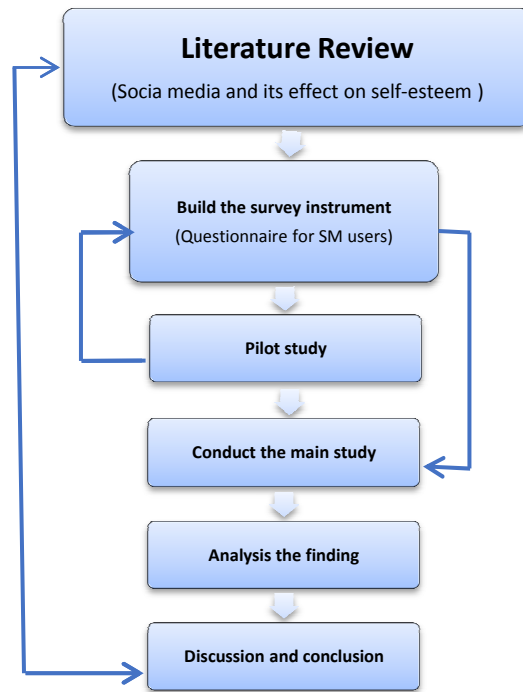 Literature Review
(Socia media and its effect on self-esteem )
Build the survey instrument
(Questionnaire for SM users)
Pilot study
Conduct the main study
Analysis the finding
Discussion and conclusion